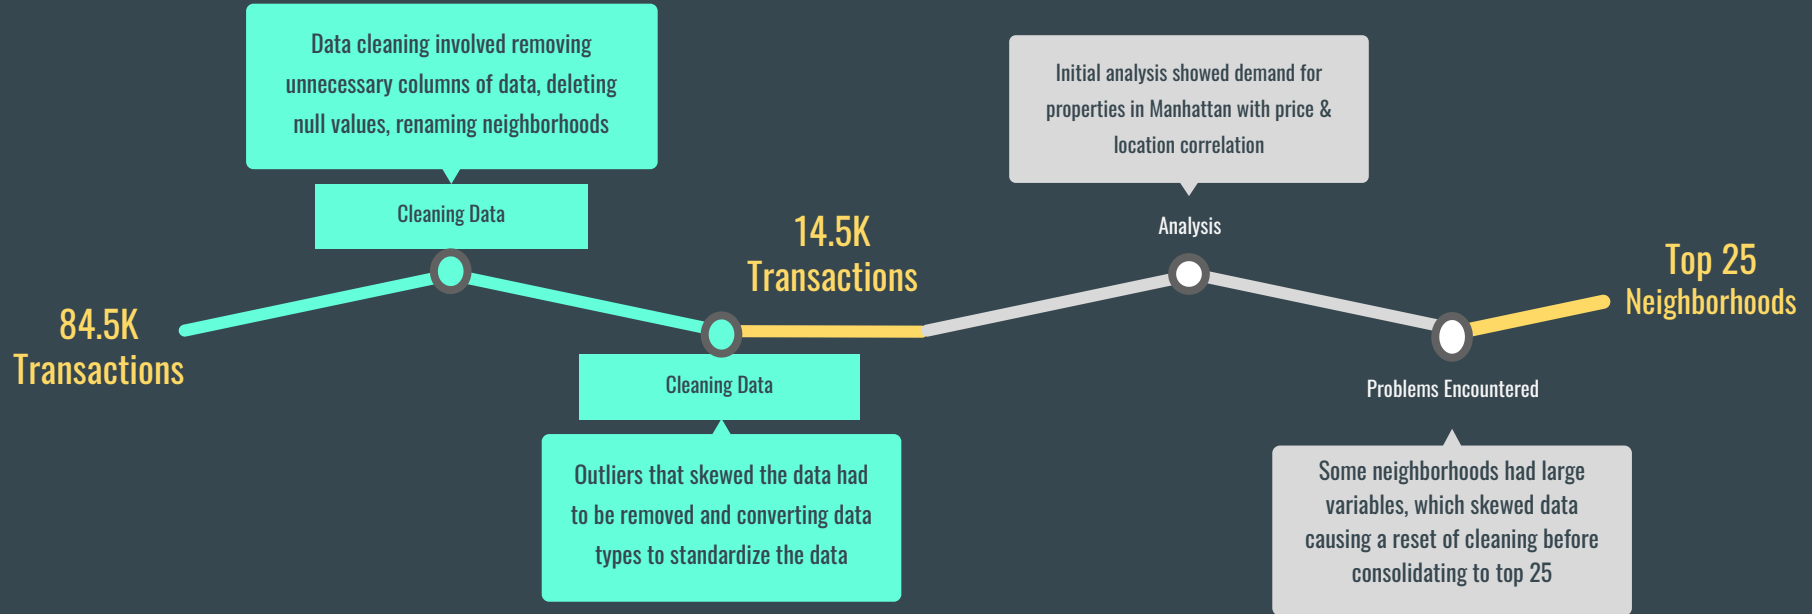 Data cleaning involved removing
unnecessary columns of data, deleting
null values, renaming neighborhoods
Cleaning Data
84.5K
Transactions
14.5K
Transactions
Cleaning Data
Outliers that skewed the data had
to be removed and converting data
types to standardize the data
Initial analysis showed demand for
properties in Manhattan with price &
location correlation
Analysis
Problems Encountered
Some neighborhoods had large
variables, which skewed data
causing a reset of cleaning before
consolidating to top 25
Top 25
Neighborhoods